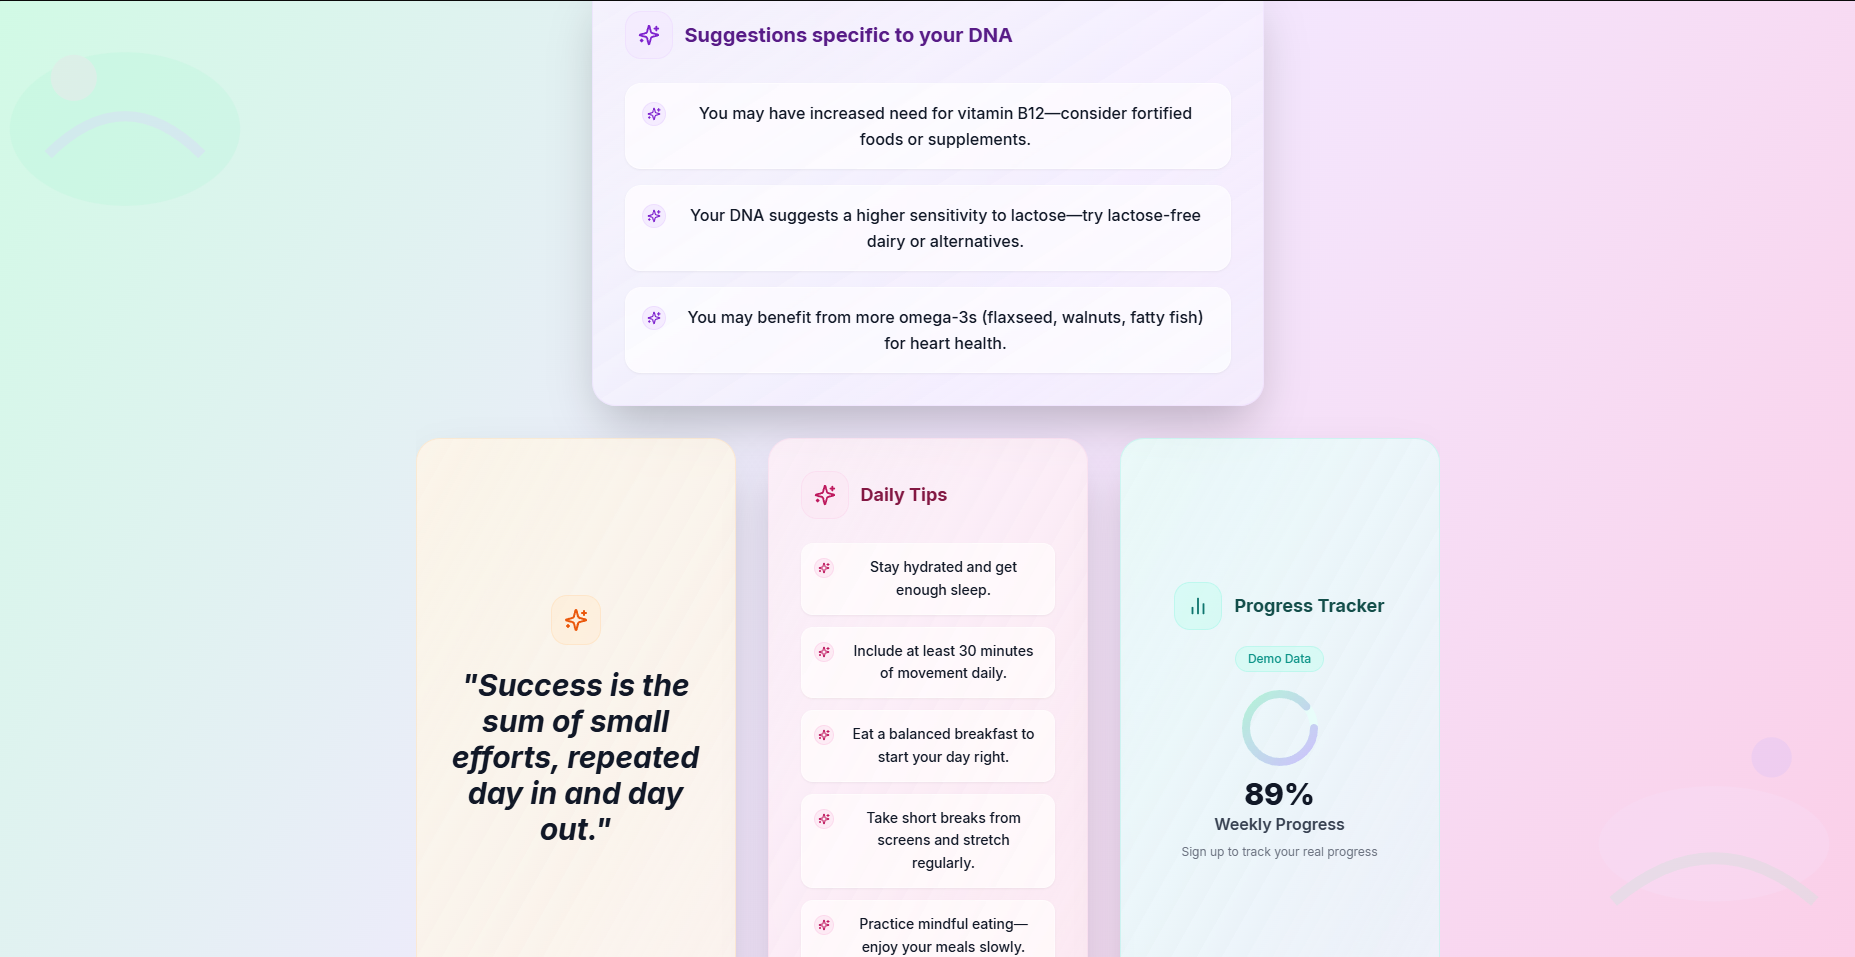 Suggestions specific to your DNA
You may have increased need for vitamin B12—consider fortified
foods or supplements.
Your DNA suggests a higher sensitivity to lactose—try lactose-free
dairy or alternatives.
You may benefit from more omega-3s (flaxseed, walnuts, fatty fish)
for heart health.
"Success is the
sum of small
efforts, repeated
day in and day
out."
Daily Tips
Stay hydrated and get
enough sleep.
Include at least 30 minutes
of movement daily.
Eat a balanced breakfast to
start your day right.
Take short breaks from
screens and stretch
regularly.
Practice mindful eating—
enjoy your meals slowly.
Progress Tracker
Demo Data
89%
Weekly Progress
Sign up to track your real progress